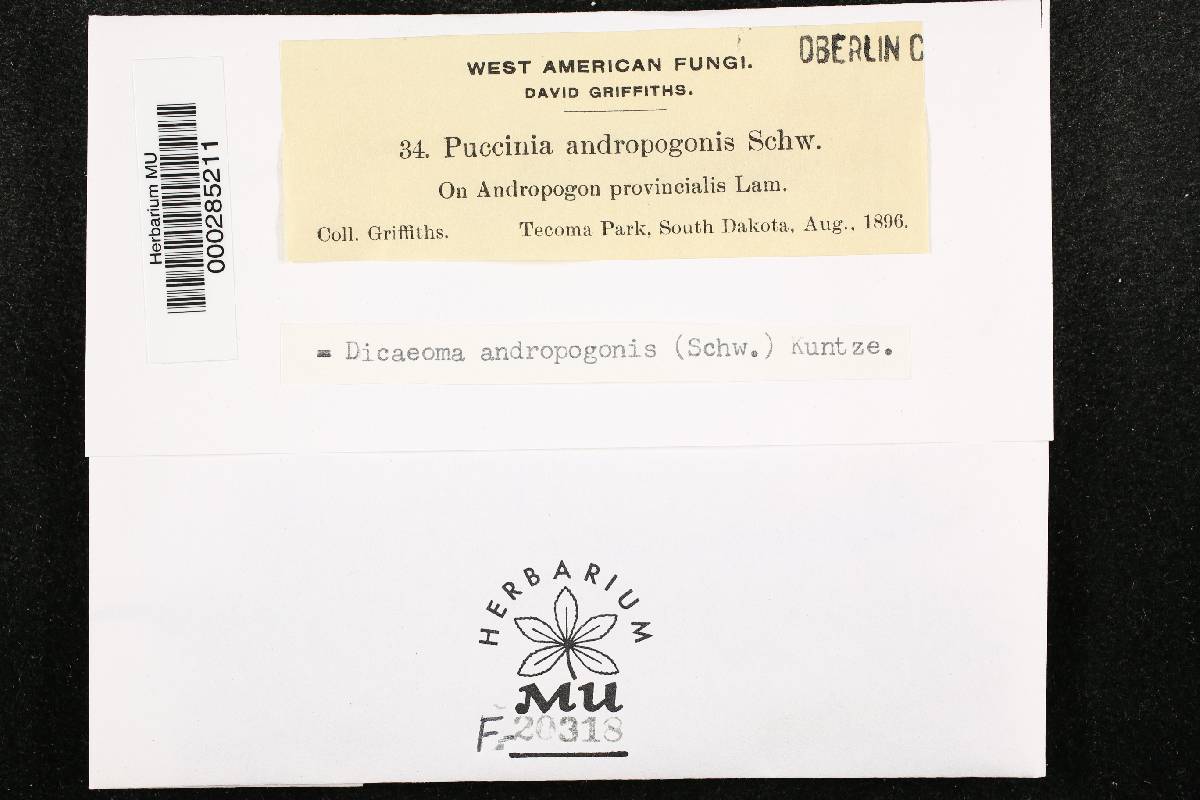 OBERLIN C
WEST AMERICAN FUNGI.
DAVID GRIFFITHS.
34. Puccinia andropogonis Schw.
On Andropogon provincialis Lam.
Coll. Griffiths. Tecoma Park, South Dakota, Aug., 1896.
Herbarium MU
000285211
= Dicaeoma andropogonis (Schw.) Kuntze.
HERBARIUM
MU
F.-20318